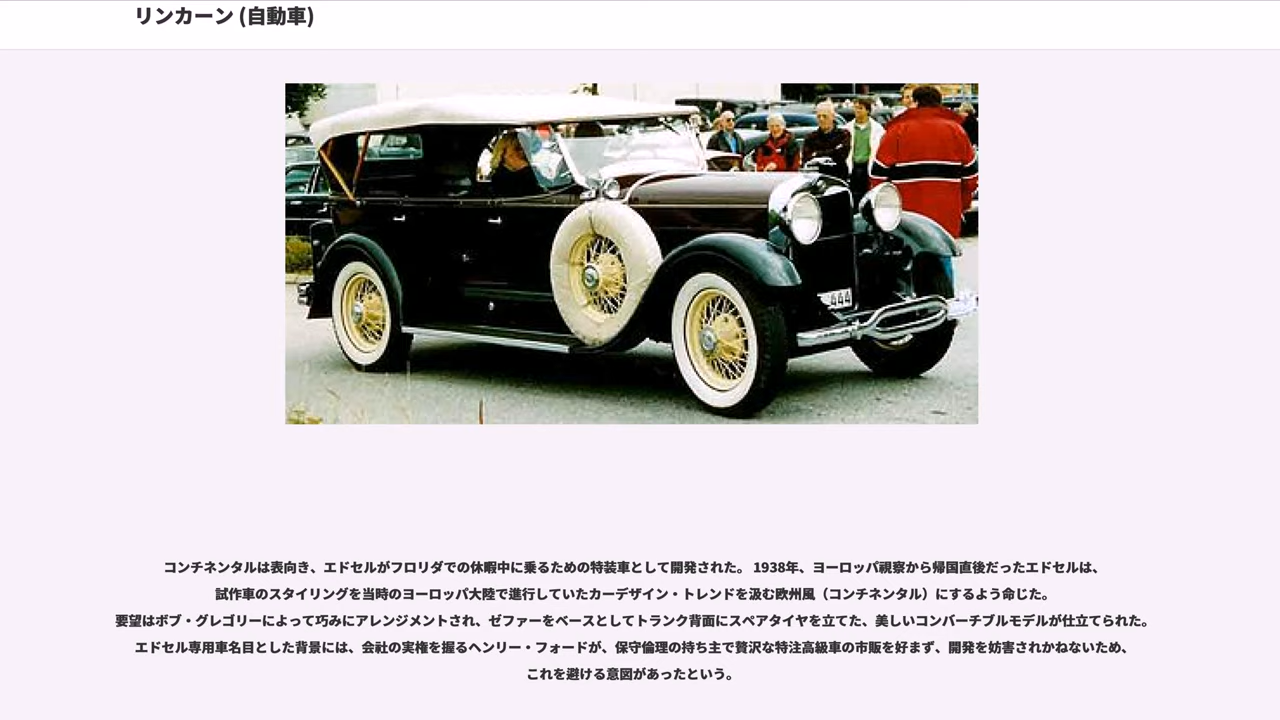 リンカーン (自動車)
444
コンチネンタルは表向き、エドセルがフロリダでの休暇中に乗るための特装車として開発された。 1938年、ヨーロッパ視察から帰国直後だったエドセルは、
試作車のスタイリングを当時のヨーロッパ大陸で進行していたカーデザイン・トレンドを汲む欧州風（コンチネンタル）にするよう命じた。
要望はボブ・グレゴリーによって巧みにアレンジメントされ、ゼファーをベースとしてトランク背面にスペアタイヤを立てた、美しいコンバーチブルモデルが仕立てられた。
エドセル専用車名目とした背景には、会社の実権を握るヘンリー・フォードが、保守倫理の持ち主で贅沢な特注高級車の市販を好まず、開発を妨害されかねないため、
これを避ける意図があったという。